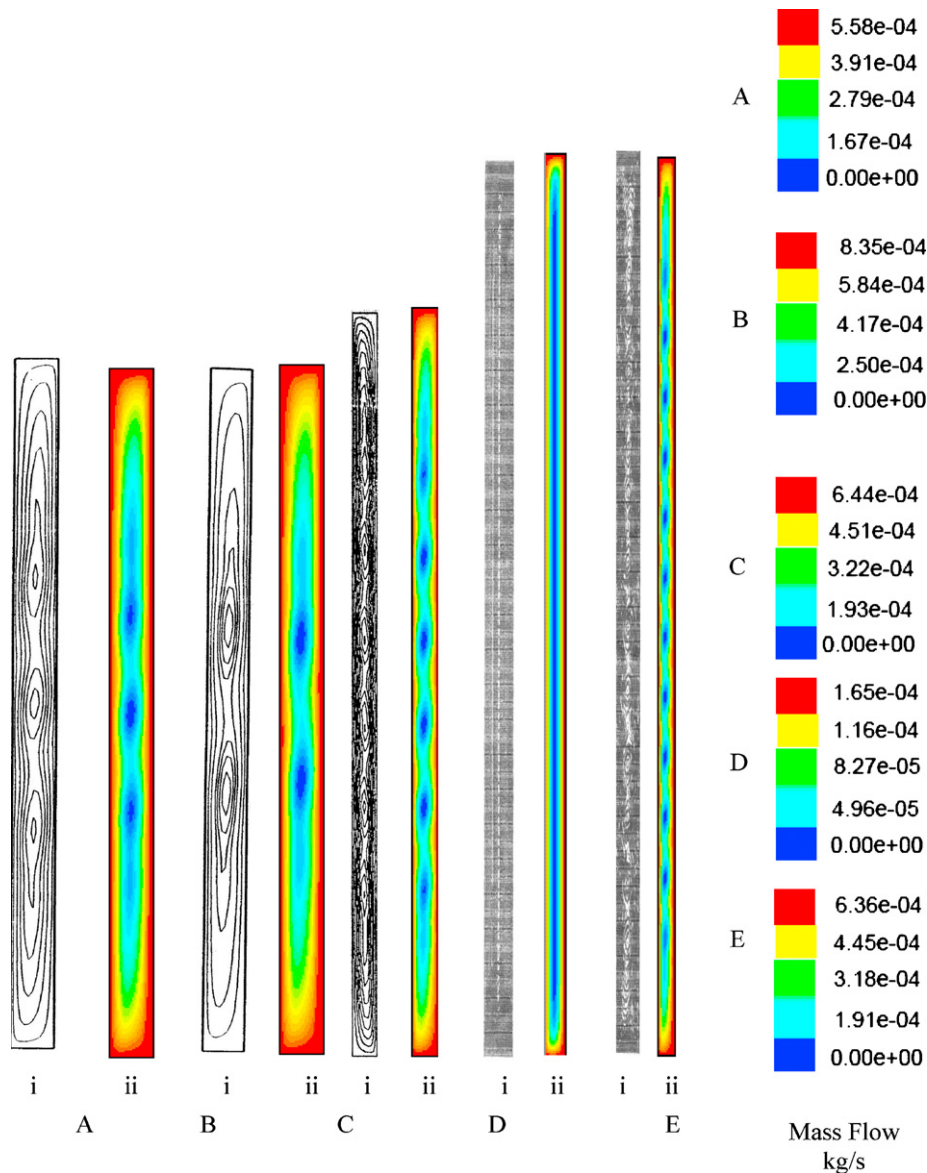 A
5.58e-04
3.91e-04
2.79e-04
1.67e-04
0.00e+00
B
8.35e-04
5.84e-04
4.17e-04
2.50e-04
0.00e+00
C
6.44e-04
4.51e-04
3.22e-04
1.93e-04
0.00e+00
D
1.65e-04
1.16e-04
8.27e-05
4.96e-05
0.00e+00
E
6.36e-04
4.45e-04
3.18e-04
1.91e-04
0.00e+00
i ii i ii i ii i ii i ii
A B C D E
Mass Flow
kg/s